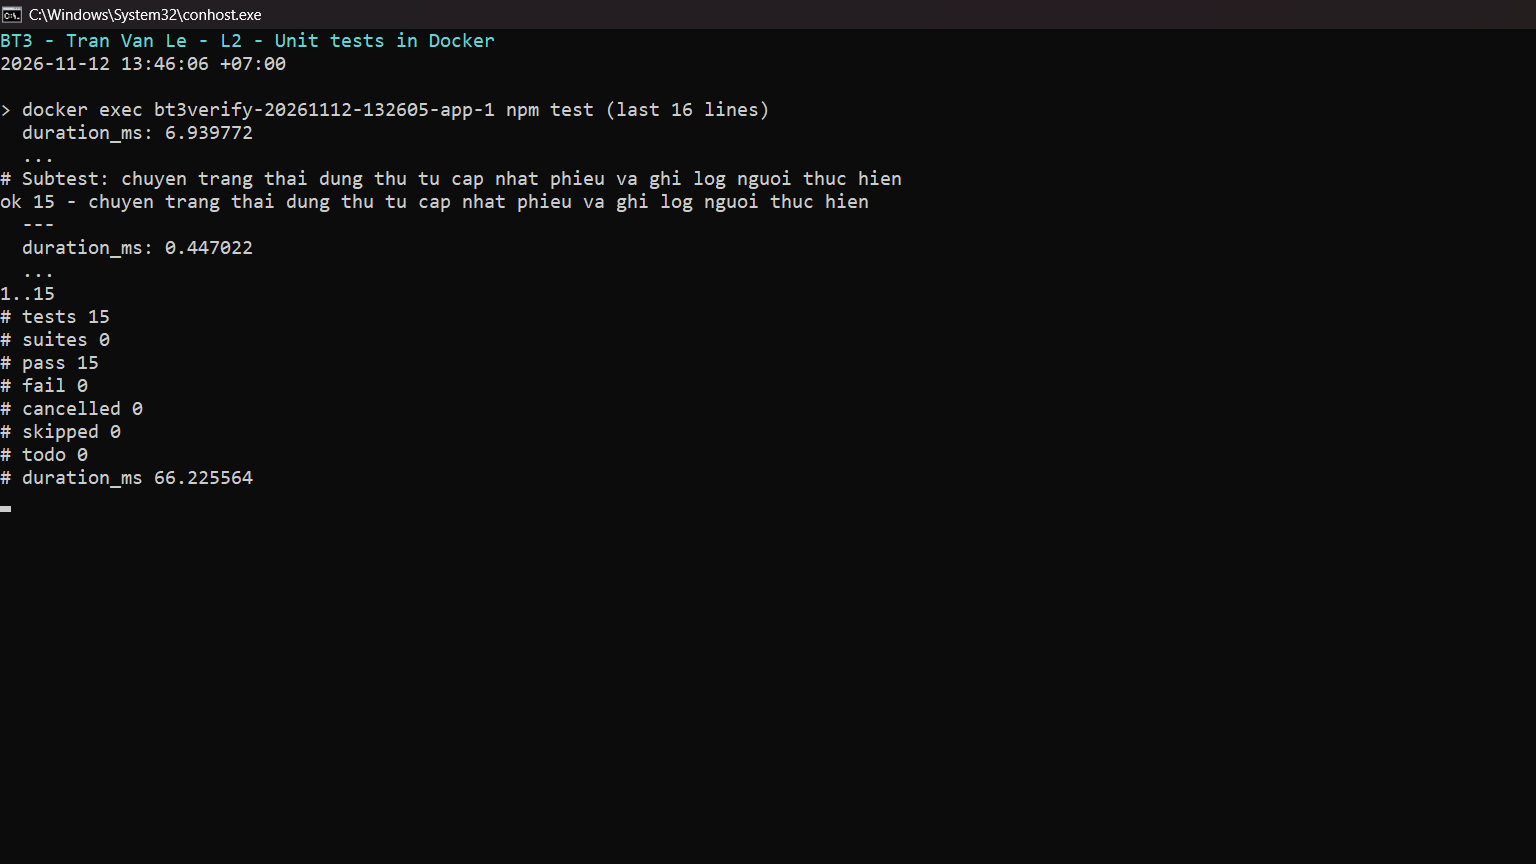 C:\Windows\System32\conhost.exe
BT3 - Tran Van Le - L2 - Unit tests in Docker
2026-11-12 13:46:06 +07:00
> docker exec bt3verify-20261112-132605-app-1 npm test (last 16 lines)
  duration_ms: 6.939772
  ...
# Subtest: chuyen trang thai dung thu tu cap nhat phieu va ghi log nguoi thuc hien
ok 15 - chuyen trang thai dung thu tu cap nhat phieu va ghi log nguoi thuc hien
  ---
  duration_ms: 0.447022
  ...
1..15
# tests 15
# suites 0
# pass 15
# fail 0
# cancelled 0
# skipped 0
# todo 0
# duration_ms 66.225564